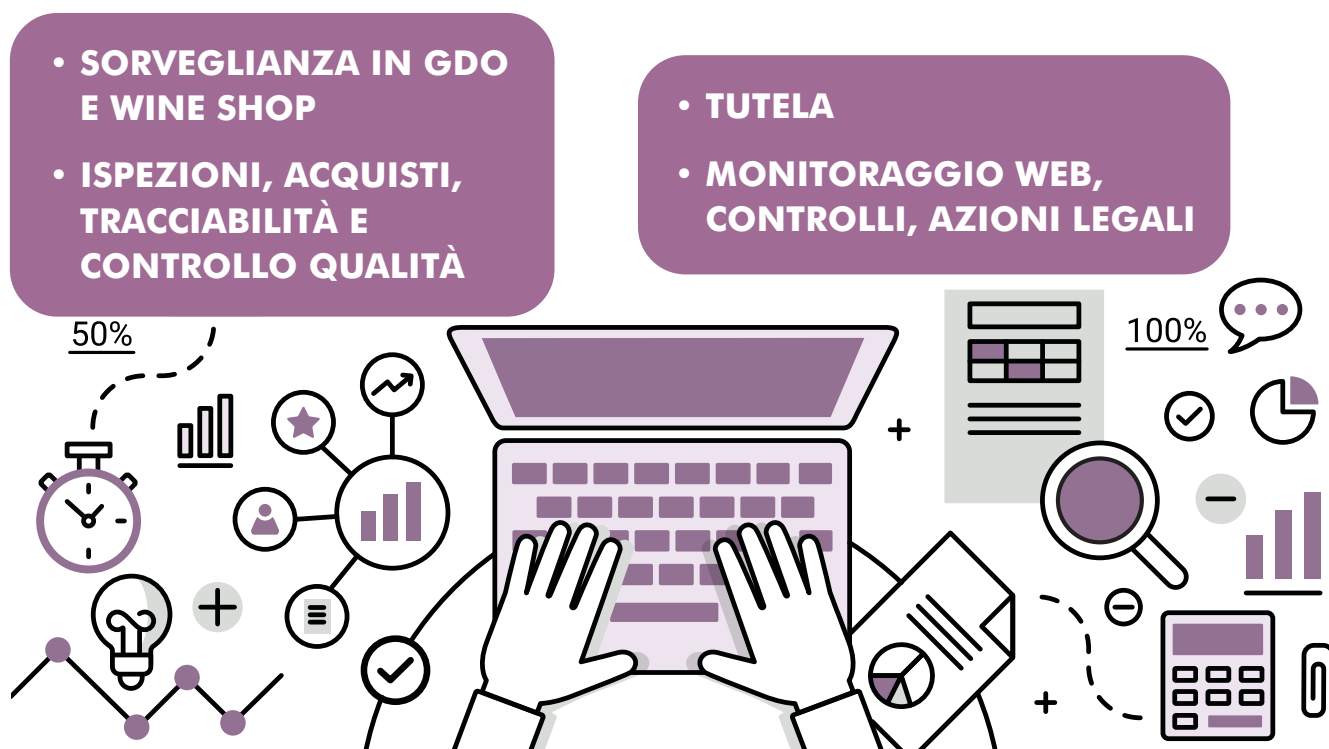 • SORVEGLIANZA IN GDO
E WINE SHOP
• ISPEZIONI, ACQUISTI,
TRACCIABILITÀ E
CONTROLLO QUALITÀ
• TUTELA
• MONITORAGGIO WEB,
CONTROLLI, AZIONI LEGALI
50%
100%